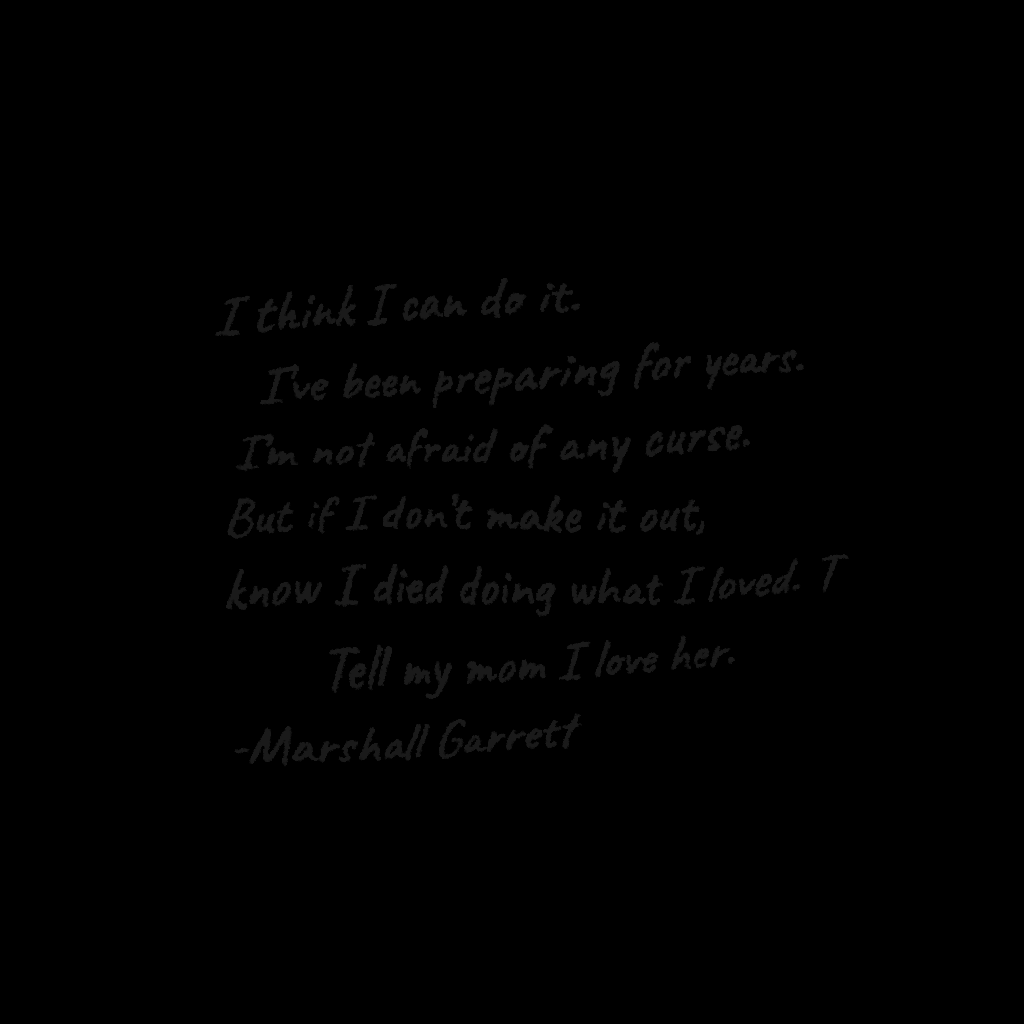 I think I can do it.
I've been preparing for years.
I'm not afraid of any curse.
But if I don't make it out,
know I died doing what I loved. T
Tell my mom I love her.
-Marshall Garrett